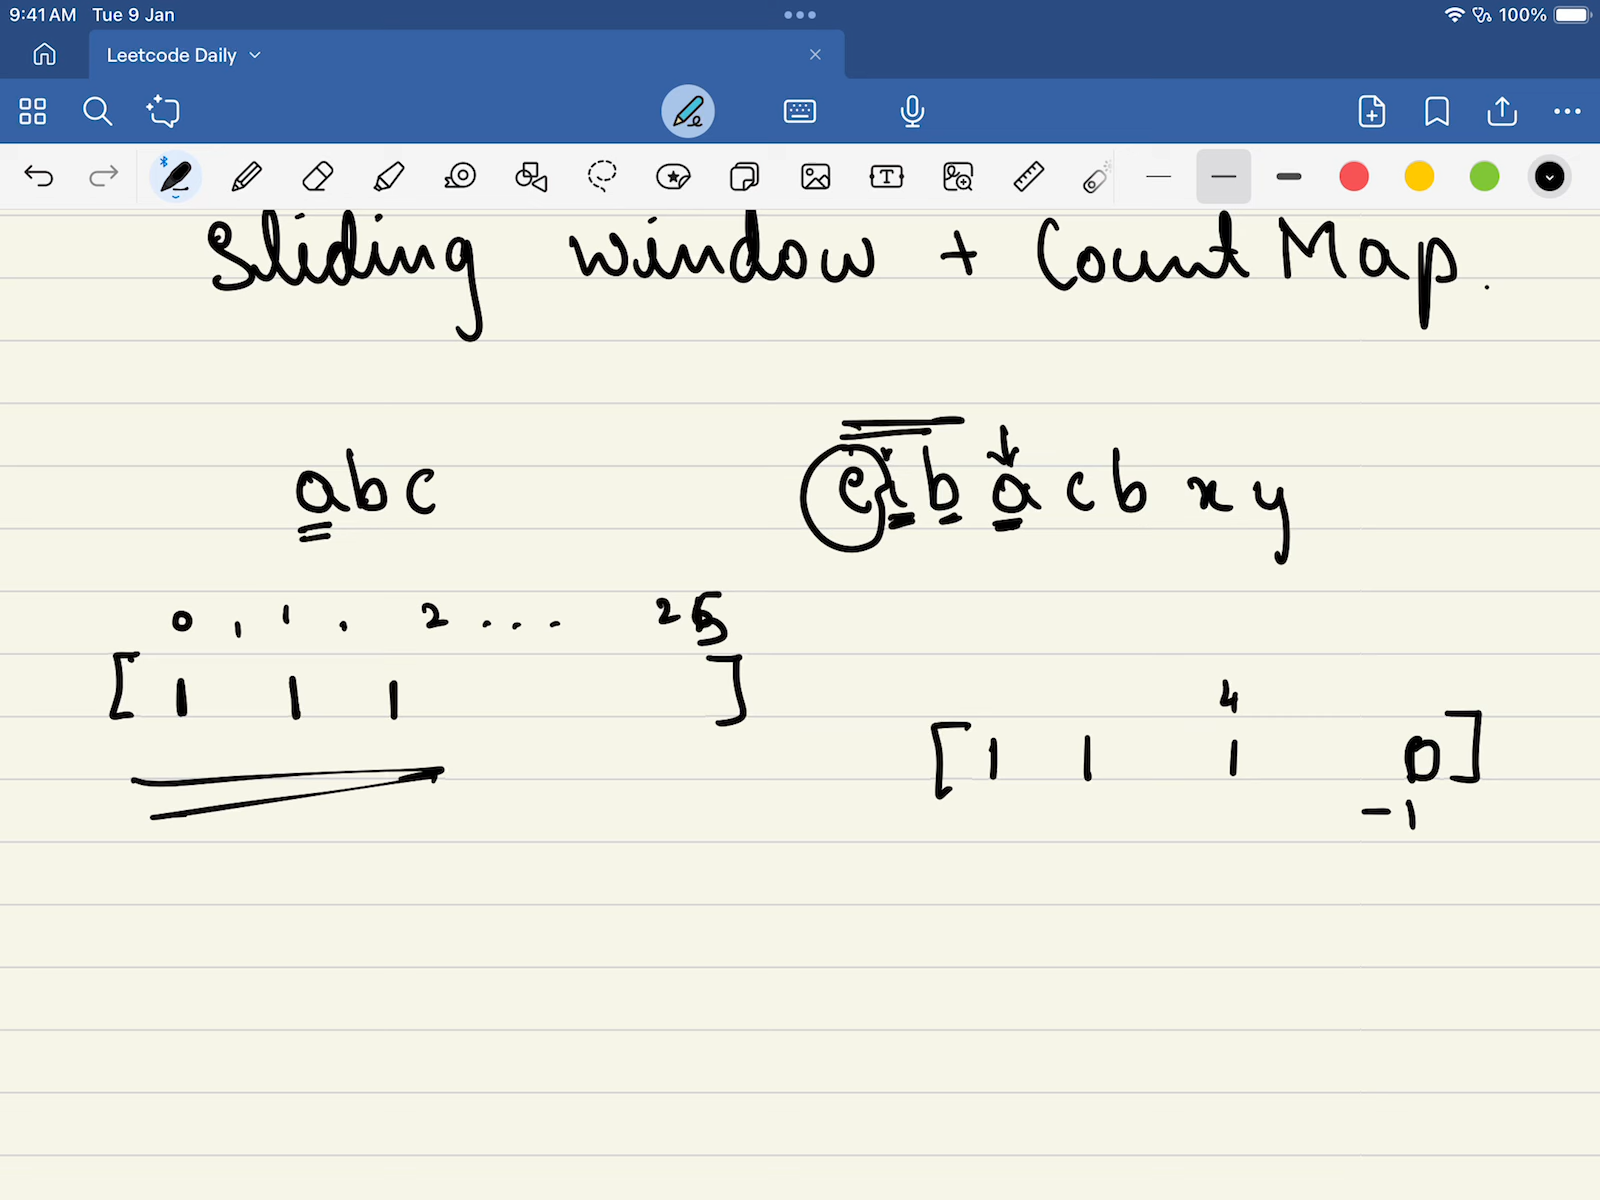 9:41 AM Tue 9 Jan 100%
Leetcode Daily
Sliding window + Count Map.
abc
e i b a c b x y
0 , 1 . 2 ... 25
[ 1 1 1 ]
4
[ 1 1 1 0 ]
-1